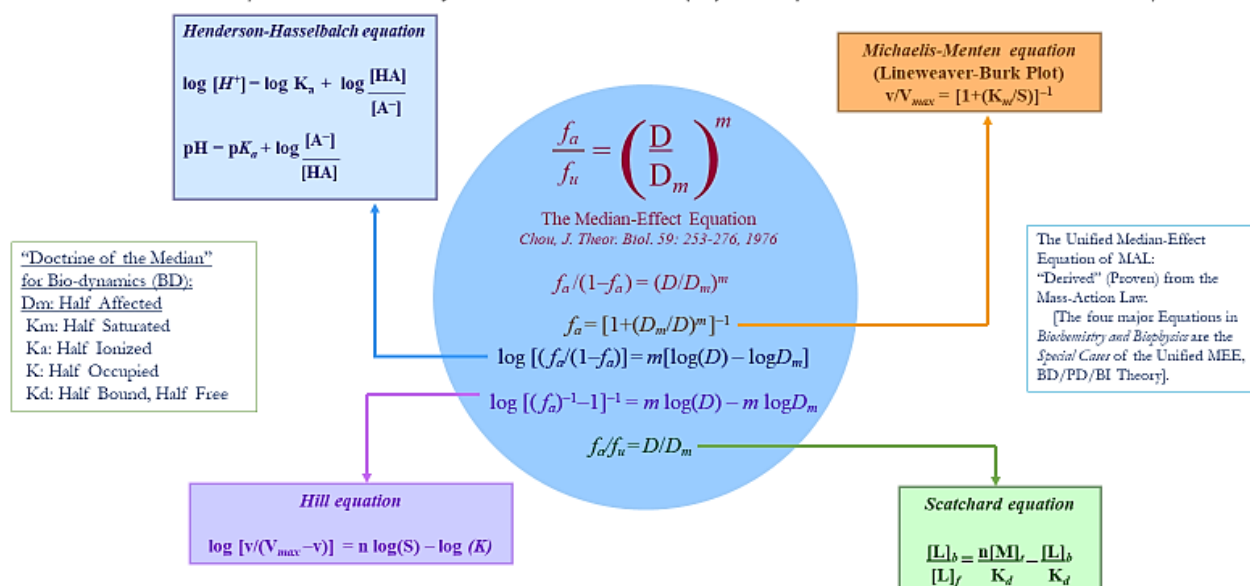 Henderson-Hasselbalch equation
log [H⁺] = log Kₐ + log [HA]/[A⁻]
pH = pKₐ + log [A⁻]/[HA]
Michaelis-Menten equation
(Lineweaver-Burk Plot)
v/Vₘₐₓ = [1+(Kₘ/S)]⁻¹
fₐ/fᵤ = (D/Dₘ)ᵐ
The Median-Effect Equation
Chou, J. Theor. Biol. 59: 253-276, 1976
fₐ/(1–fₐ) = (D/Dₘ)ᵐ
fₐ = [1+(Dₘ/D)ᵐ]⁻¹
log [(fₐ/(1–fₐ)] = m[log(D) – logDₘ]
log [(fₐ)⁻¹–1]⁻¹ = m log(D) – m logDₘ
fₐ/fᵤ = D/Dₘ
"Doctrine of the Median"
for Bio-dynamics (BD):
Dm: Half Affected
Km: Half Saturated
Ka: Half Ionized
K: Half Occupied
Kd: Half Bound, Half Free
The Unified Median-Effect
Equation of MAL:
"Derived" (Proven) from the
Mass-Action Law.
[The four major Equations in
Biochemistry and Biophysics are the
Special Cases of the Unified MEE,
BD/PD/BI Theory].
Hill equation
log [v/(Vₘₐₓ–v)] = n log(S) – log (K)
Scatchard equation
[L]_b/[L]_f = n[M]ₜ/K_d – [L]_b/K_d